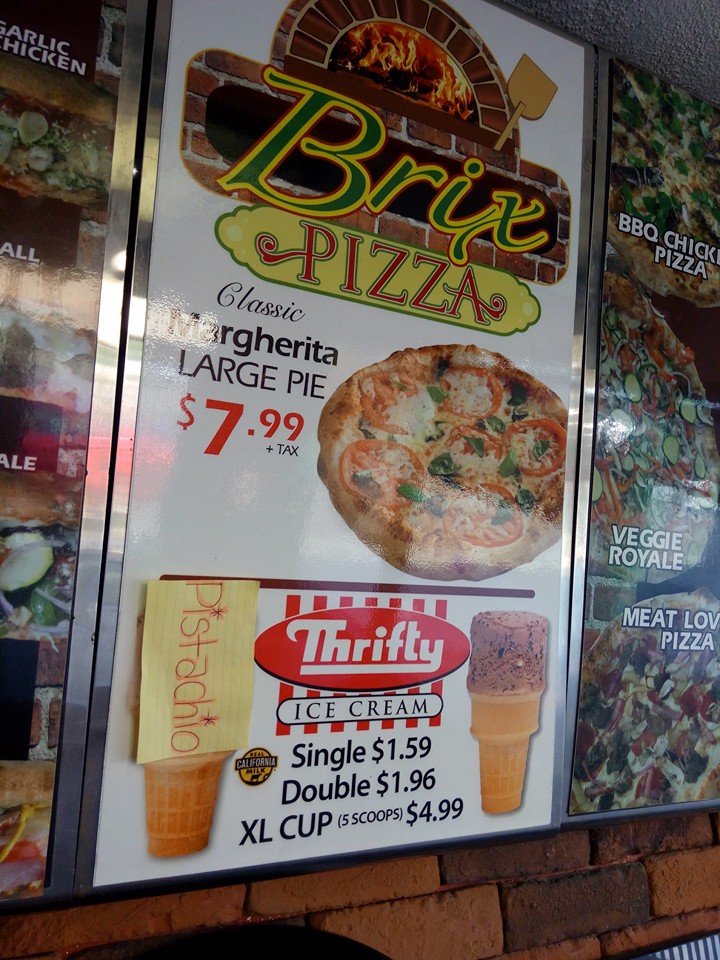 GARLIC
CHICKEN
ALL
ALE
Brix
PIZZA
Classic
Margherita
LARGE PIE
$7.99
+ TAX
Pistachio
Thrifty
ICE CREAM
REAL
CALIFORNIA
MILK
Single $1.59
Double $1.96
XL CUP (5 SCOOPS) $4.99
BBQ CHICK
PIZZA
VEGGIE
ROYALE
MEAT LOV
PIZZA